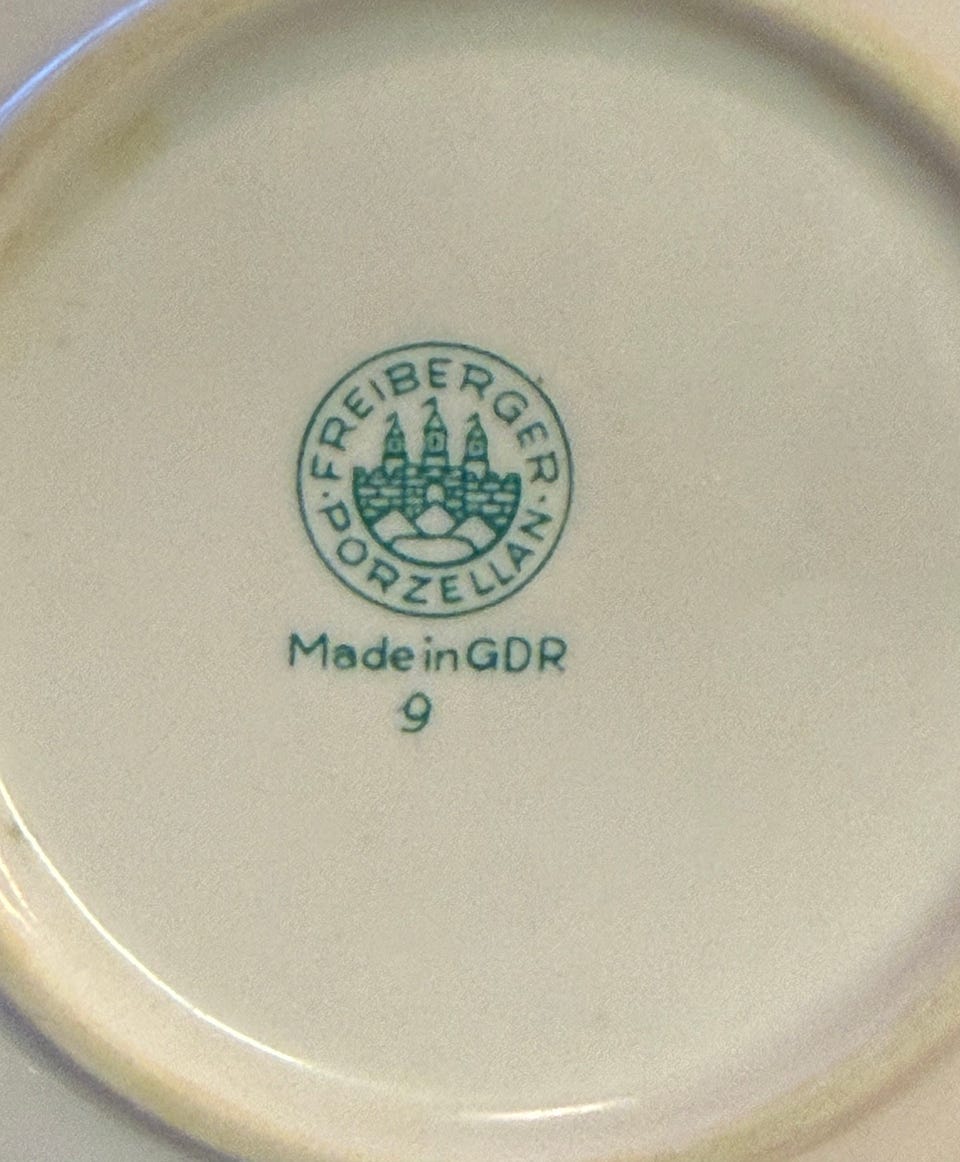 FREIBERGER
· PORZELLAN ·
Made in GDR
9